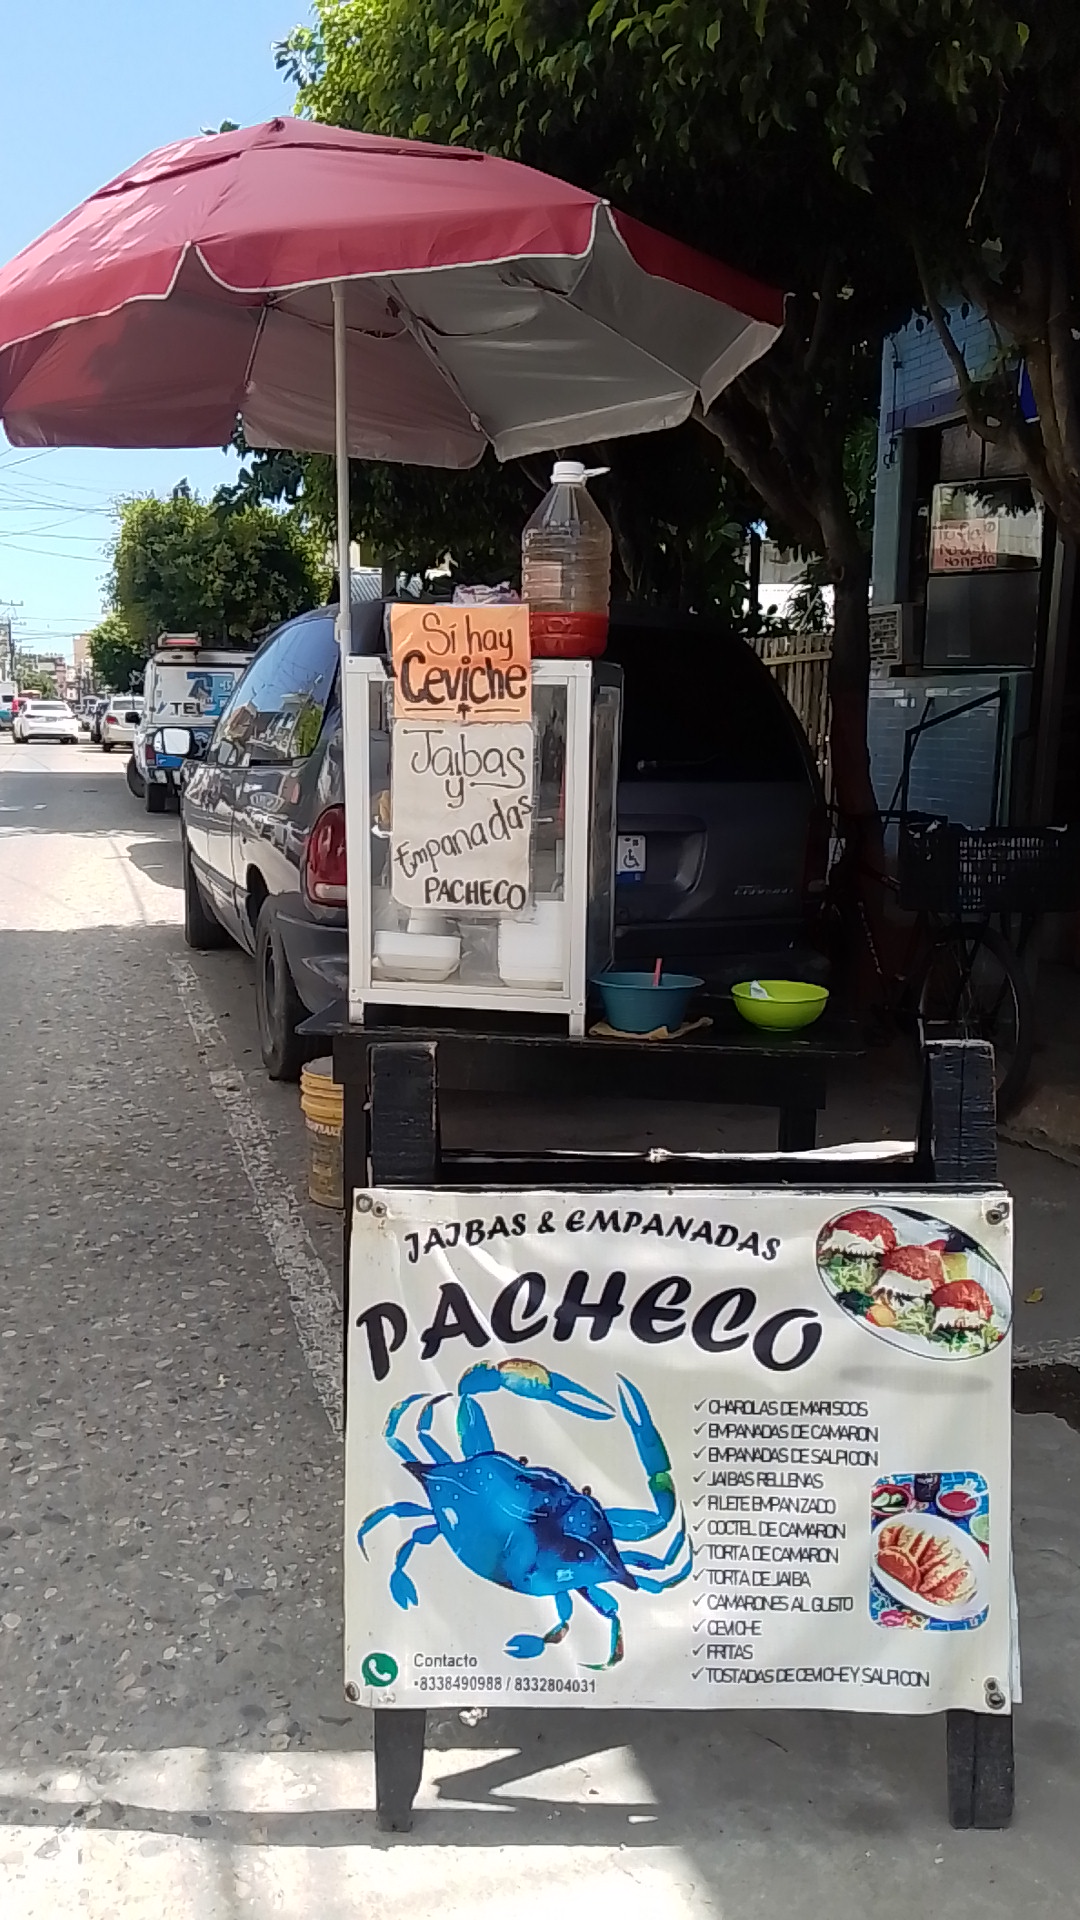 Sí hay
Ceviche
Jaibas
y
Empanadas
PACHECO
TEL
JAIBAS & EMPANADAS
PACHECO
✓ CHAROLAS DE MARISCOS
✓ EMPANADAS DE CAMARON
✓ EMPANADAS DE SALPICON
✓ JAIBAS RELLENAS
✓ FILETE EMPANIZADO
✓ COCTEL DE CAMARON
✓ TORTA DE CAMARON
✓ TORTA DE JAIBA
✓ CAMARONES AL GUSTO
✓ CEVICHE
✓ FRITAS
✓ TOSTADAS DE CEVICHE Y SALPICON
Contacto
•8338490988 / 8332804031